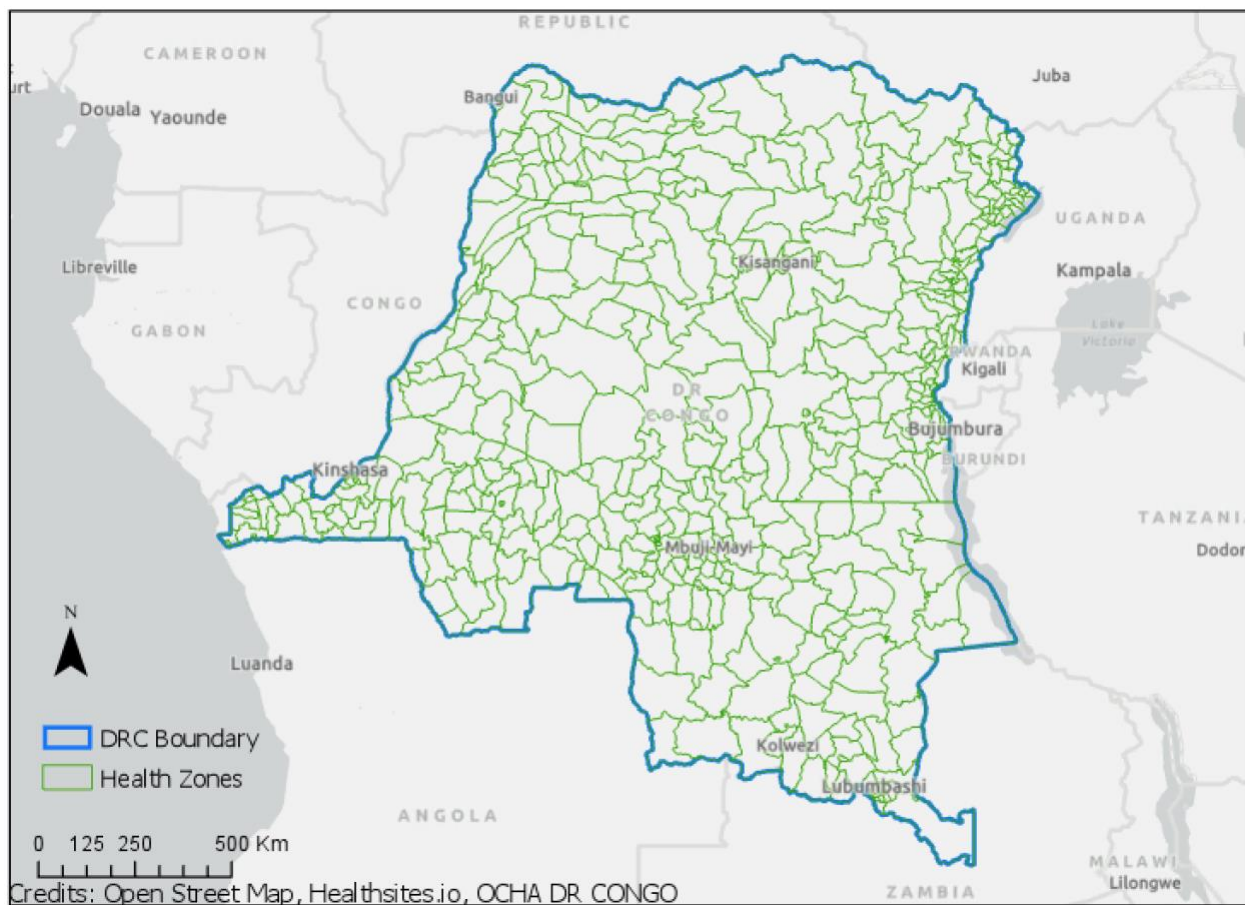 REPUBLIC
CAMEROON
Juba
urt
Bangui
Douala
Yaounde
UGANDA
Kisangani
Libreville
Kampala
CONGO
GABON
Lake
Victoria
RWANDA
Kigali
DR
CONGO
Bujumbura
BURUNDI
Kinshasa
TANZANIA
Mbuji-Mayi
Dodor
N
Luanda
DRC Boundary
Kolwezi
Health Zones
Lubumbashi
ANGOLA
0 125 250 500 Km
MALAWI
Lilongwe
Credits: Open Street Map, Healthsites.io, OCHA DR CONGO
ZAMBIA